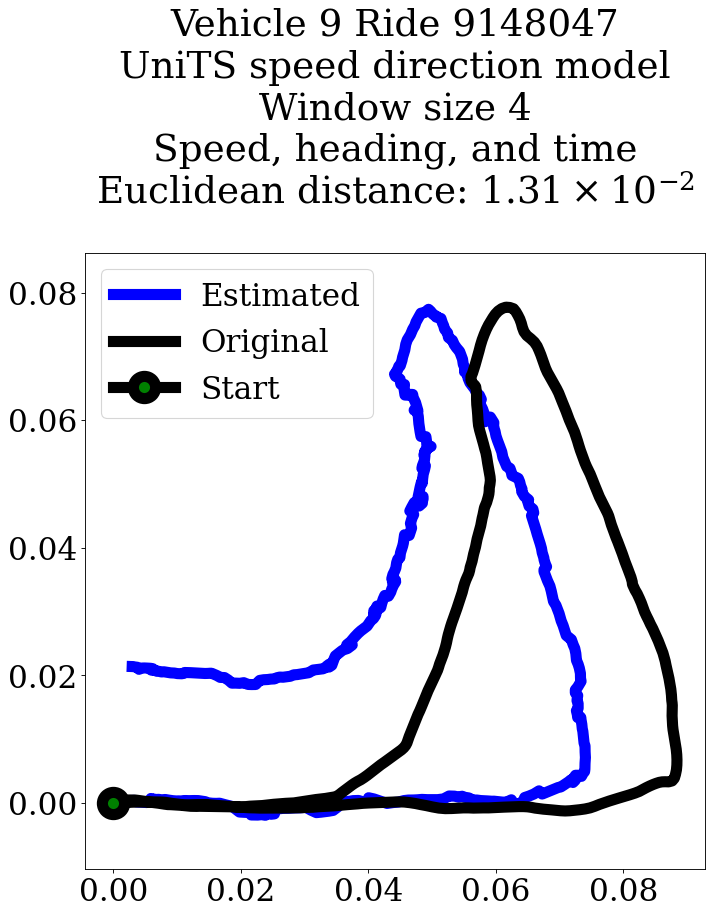 Vehicle 9 Ride 9148047
UniTS speed direction model
Window size 4
Speed, heading, and time
Euclidean distance: 1.31 × 10⁻²
Estimated
Original
Start
0.08
0.06
0.04
0.02
0.00
0.00 0.02 0.04 0.06 0.08